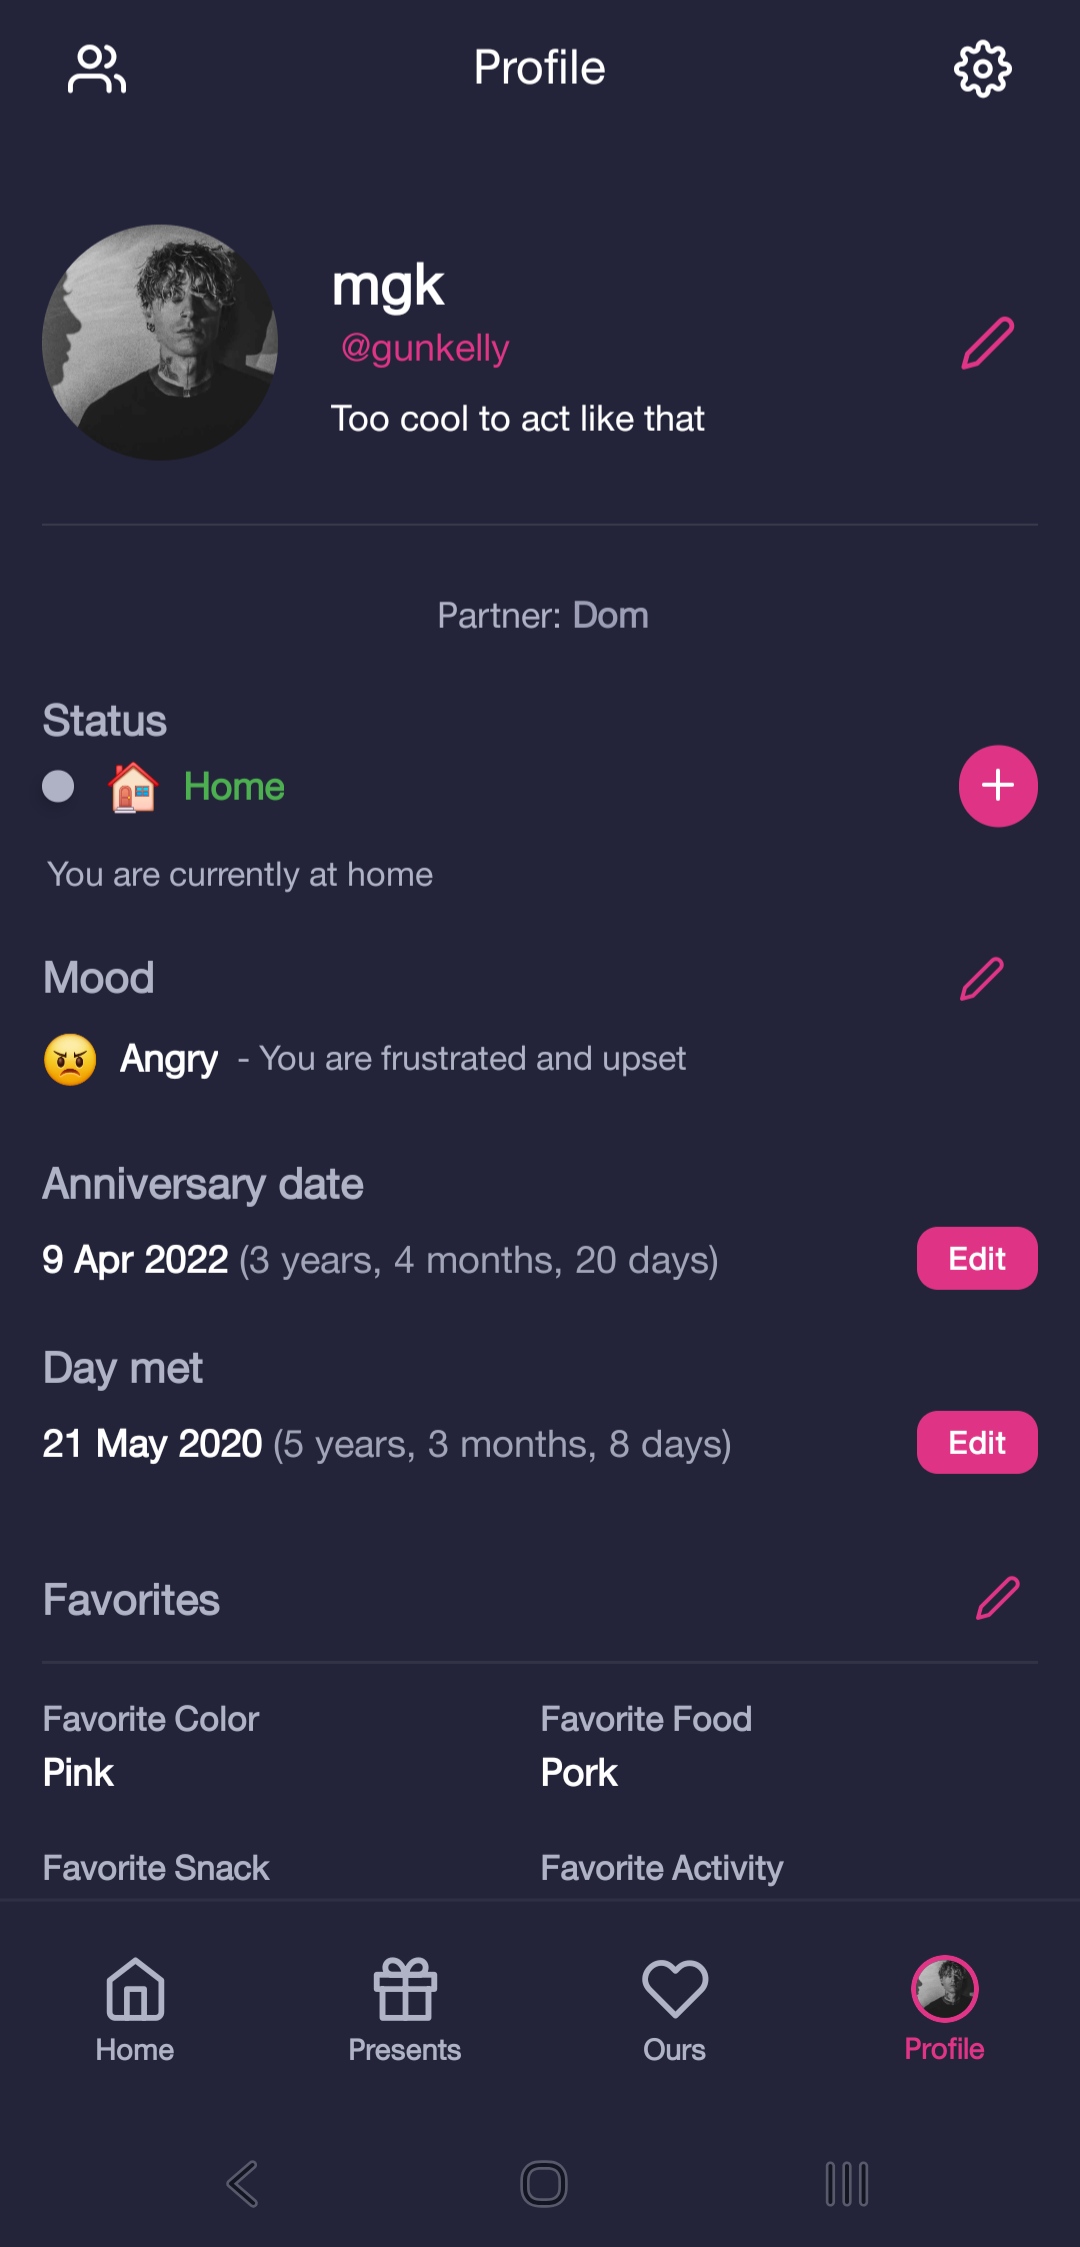 Profile
mgk
@gunkelly
Too cool to act like that
Partner: Dom
Status
Home
You are currently at home
Mood
Angry - You are frustrated and upset
Anniversary date
9 Apr 2022 (3 years, 4 months, 20 days)
Edit
Day met
21 May 2020 (5 years, 3 months, 8 days)
Edit
Favorites
Favorite Color
Pink
Favorite Food
Pork
Favorite Snack
Favorite Activity
Home
Presents
Ours
Profile